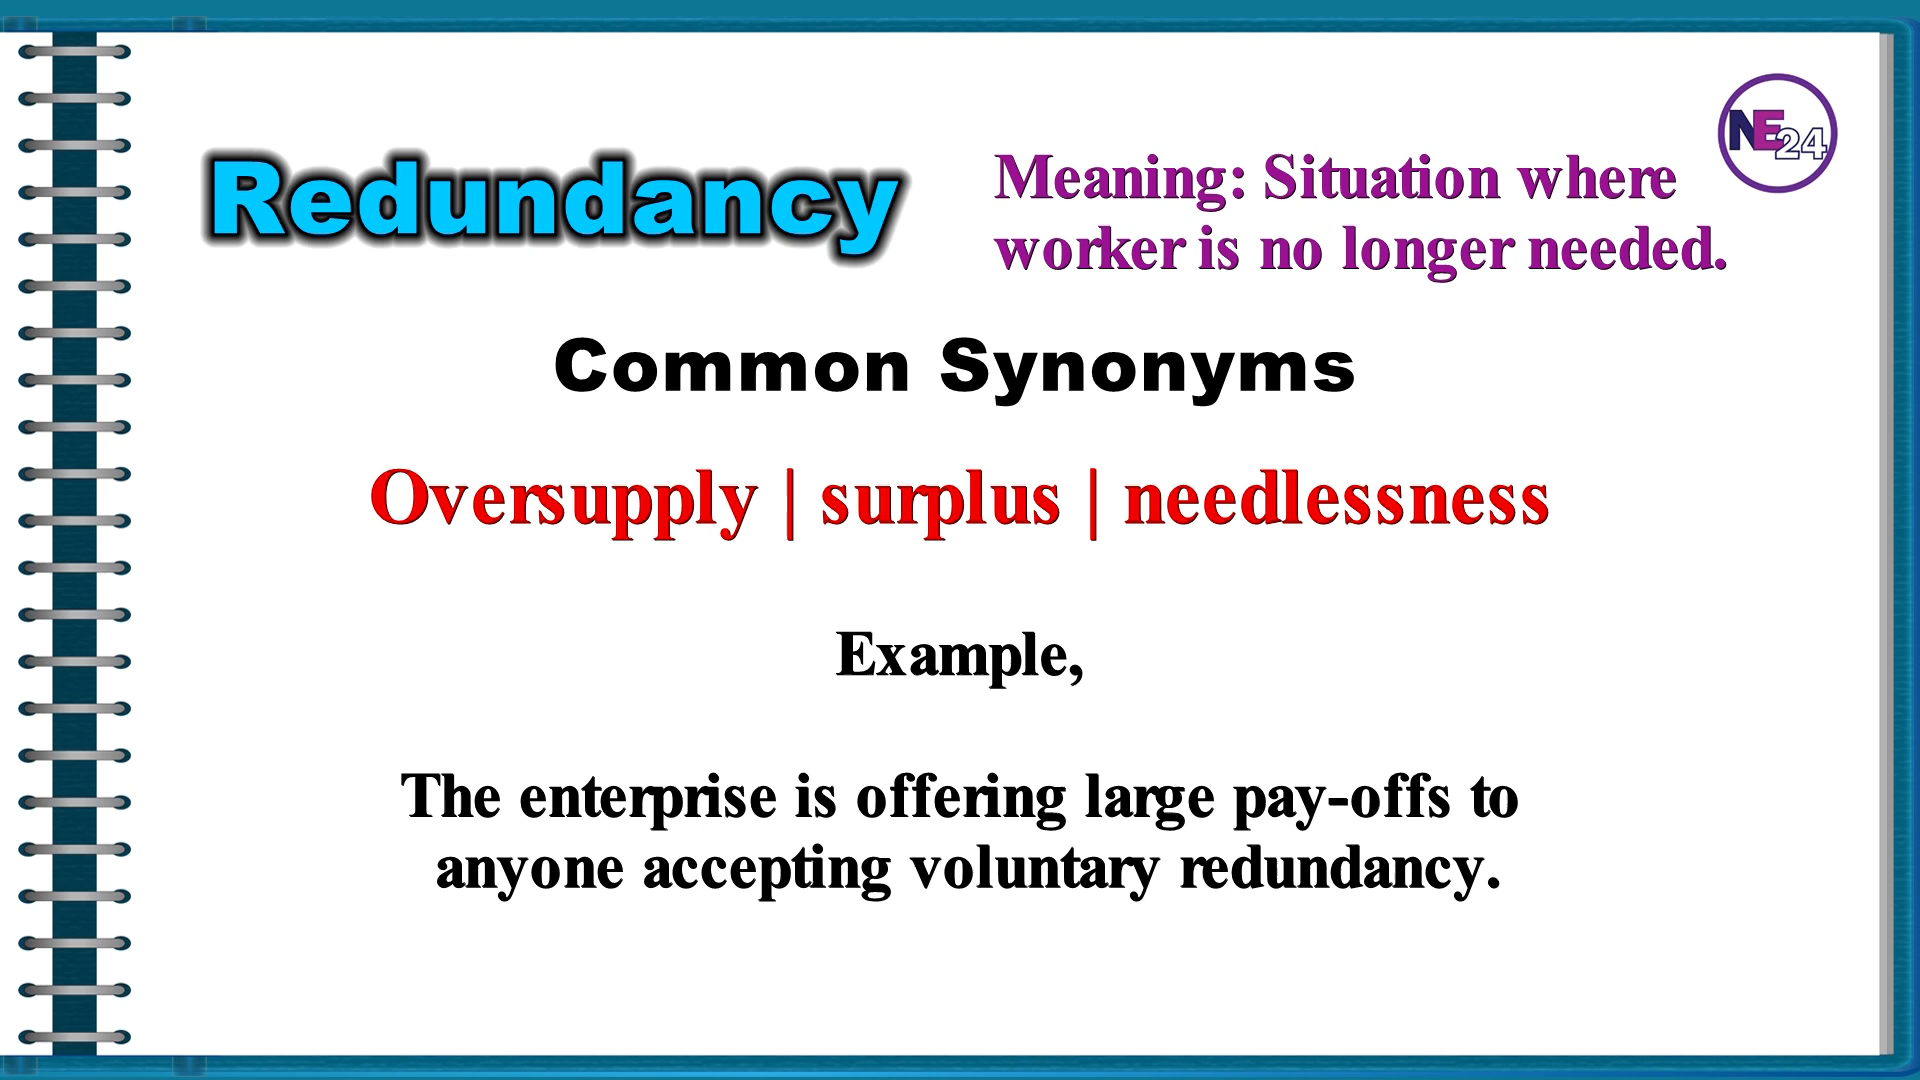 NE24
Redundancy
Meaning: Situation where
worker is no longer needed.
Common Synonyms
Oversupply | surplus | needlessness
Example,
The enterprise is offering large pay-offs to
anyone accepting voluntary redundancy.